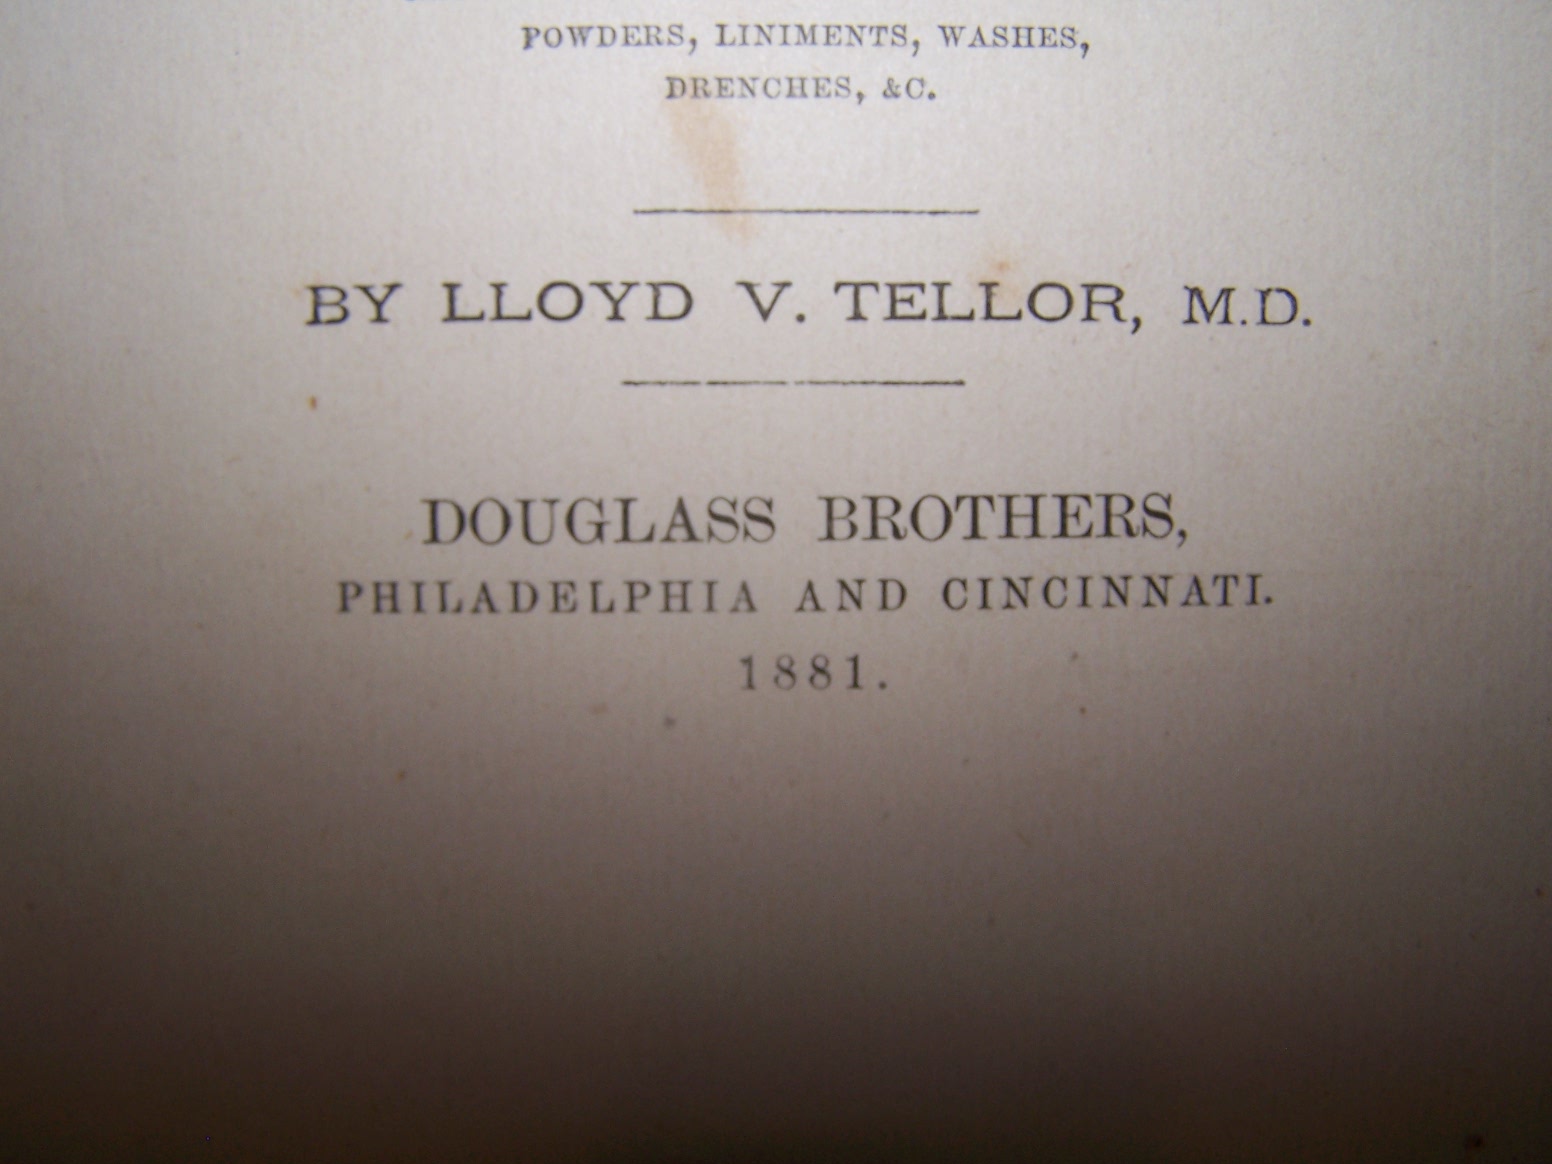 POWDERS, LINIMENTS, WASHES,
DRENCHES, &C.
BY LLOYD V. TELLOR, M.D.
DOUGLASS BROTHERS,
PHILADELPHIA AND CINCINNATI.
1881.